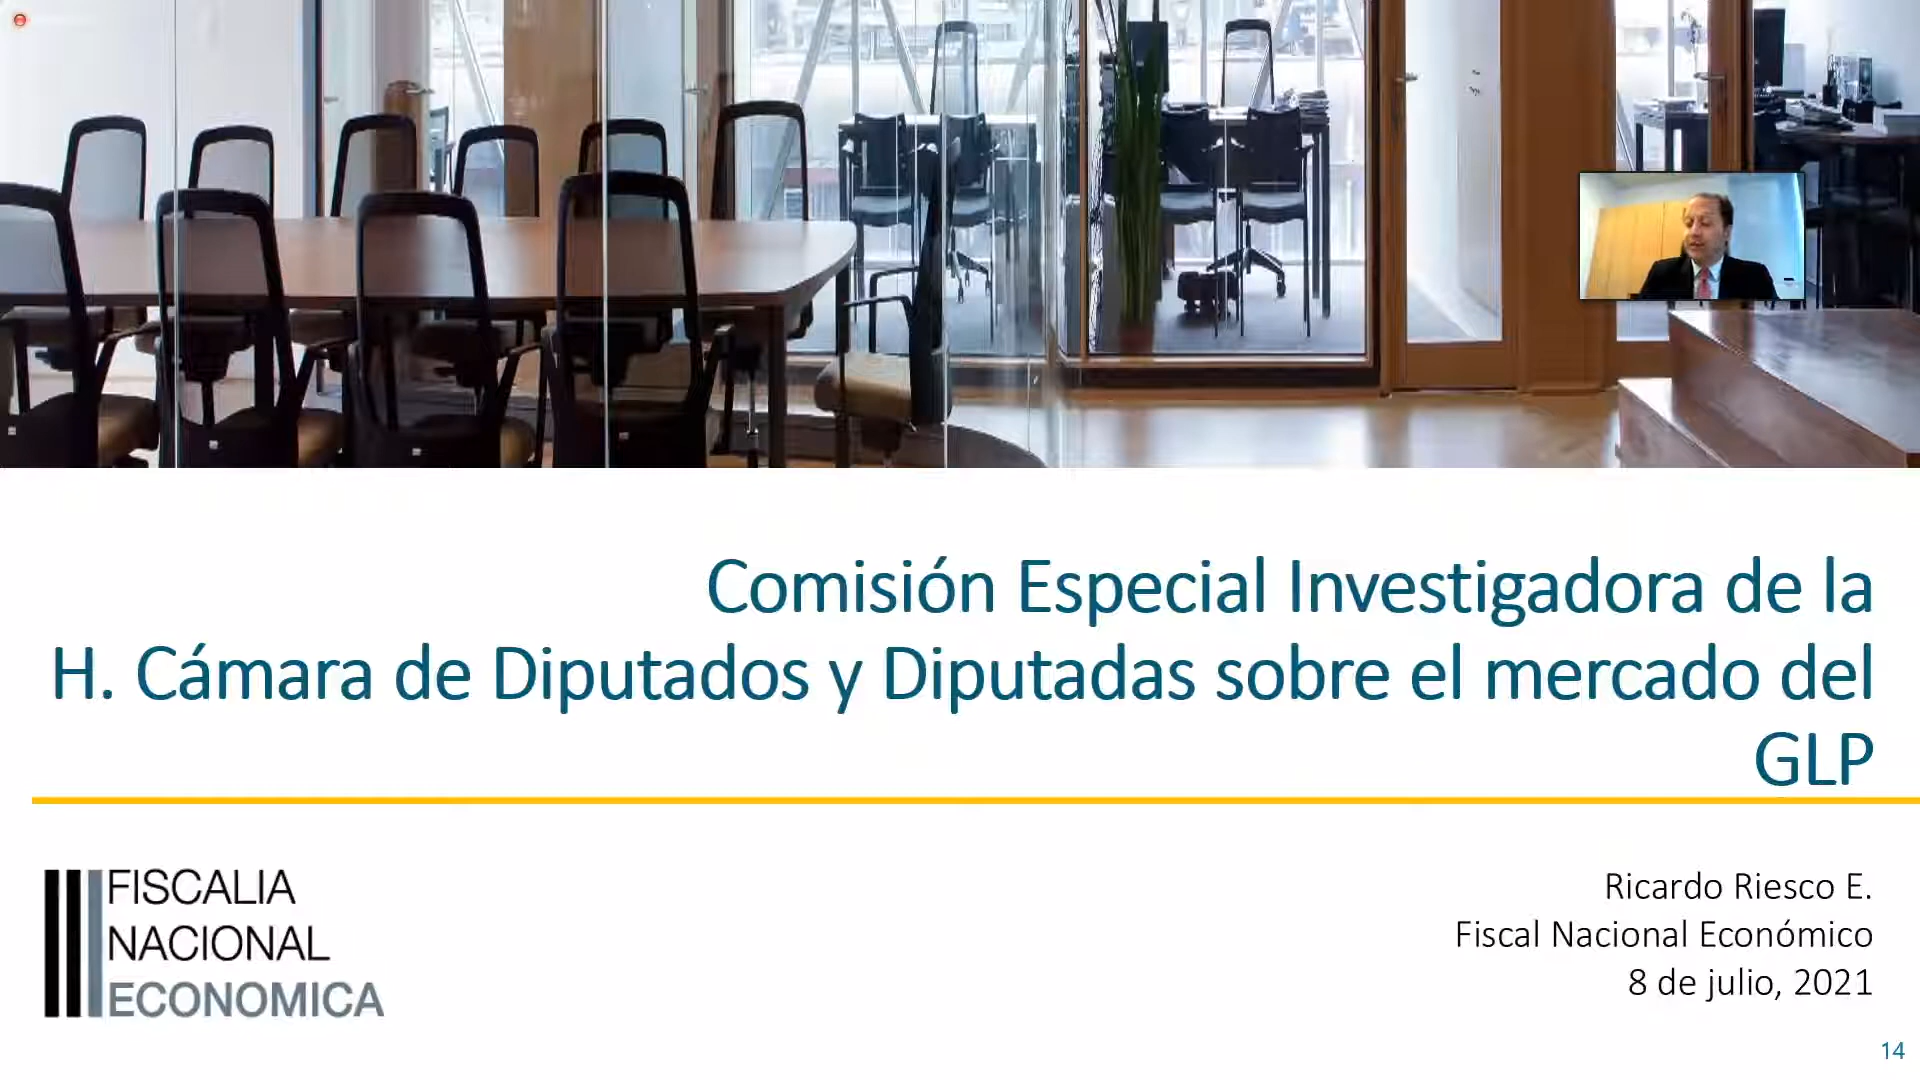 Comisión Especial Investigadora de la
H. Cámara de Diputados y Diputadas sobre el mercado del
GLP
FISCALIA
NACIONAL
ECONOMICA
Ricardo Riesco E.
Fiscal Nacional Económico
8 de julio, 2021
14